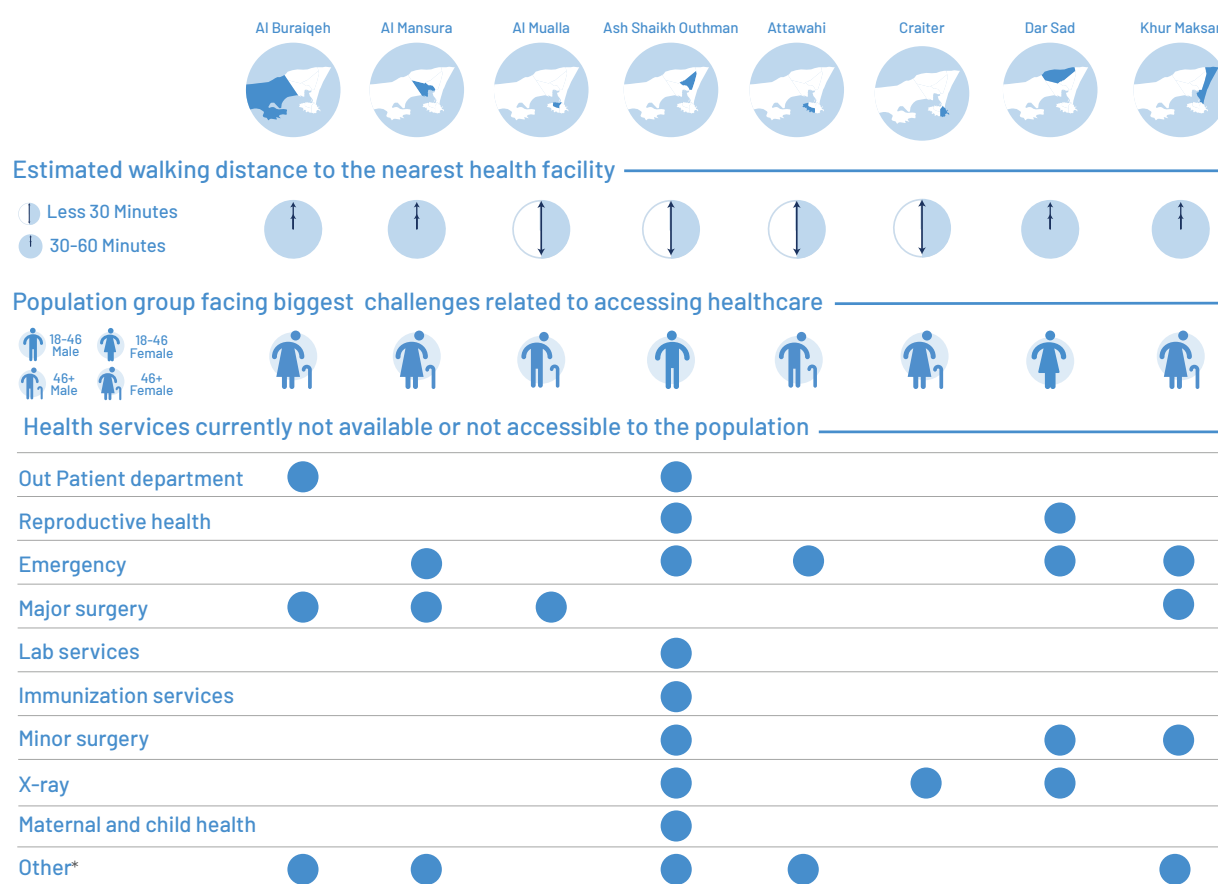 Al Buraiqeh Al Mansura Al Mualla Ash Shaikh Outhman Attawahi Craiter Dar Sad Khur Maksar
Estimated walking distance to the nearest health facility
Less 30 Minutes
30-60 Minutes
Population group facing biggest challenges related to accessing healthcare
18-46
Male
18-46
Female
46+
Male
46+
Female
Health services currently not available or not accessible to the population
Out Patient department
Reproductive health
Emergency
Major surgery
Lab services
Immunization services
Minor surgery
X-ray
Maternal and child health
Other*